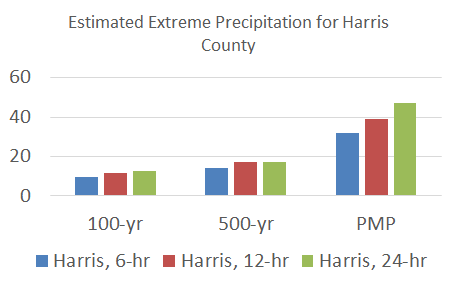 Estimated Extreme Precipitation for Harris
County
60
40
20
0
100-yr 500-yr PMP
Harris, 6-hr Harris, 12-hr Harris, 24-hr